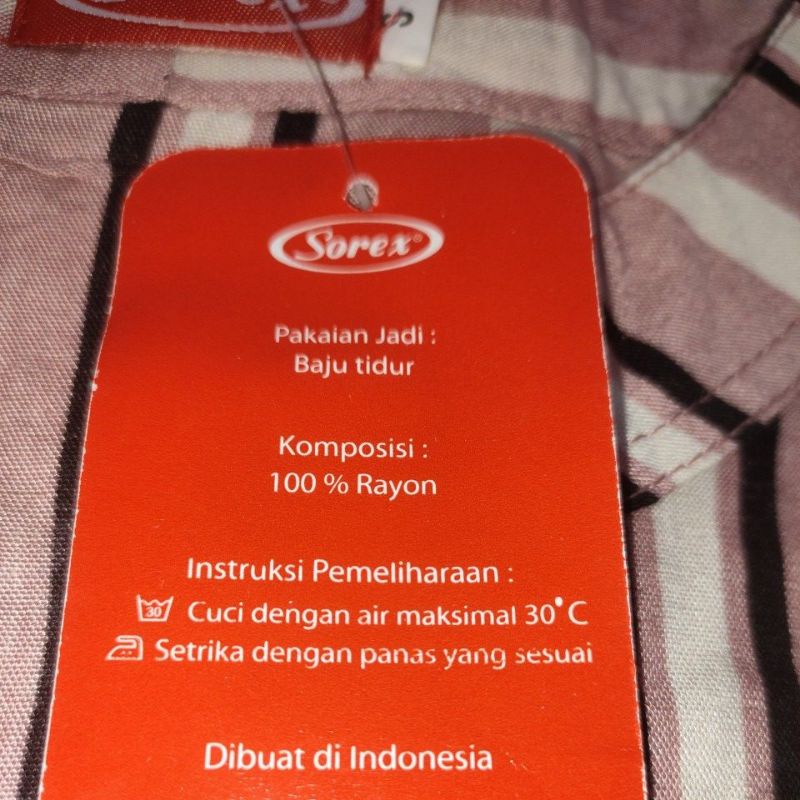 Sorex®
Pakaian Jadi :
Baju tidur
Komposisi :
100 % Rayon
Instruksi Pemeliharaan :
30 Cuci dengan air maksimal 30°C
Setrika dengan panas yang sesuai
Dibuat di Indonesia